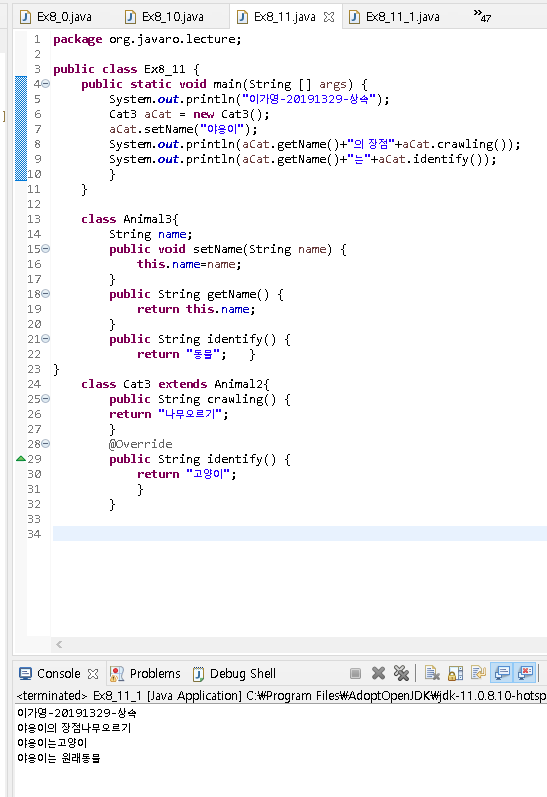 Ex8_0.java Ex8_10.java Ex8_11.java Ex8_11_1.java »47
1 package org.javaro.lecture;
2
3 public class Ex8_11 {
4 public static void main(String [] args) {
5 System.out.println("이가영-20191329-상속");
6 Cat3 aCat = new Cat3();
7 aCat.setName("야옹이");
8 System.out.println(aCat.getName()+"의 장점"+aCat.crawling());
9 System.out.println(aCat.getName()+"는"+aCat.identify());
10 }
11 }
12
13 class Animal3{
14 String name;
15 public void setName(String name) {
16 this.name=name;
17 }
18 public String getName() {
19 return this.name;
20 }
21 public String identify() {
22 return "동물"; }
23 }
24 class Cat3 extends Animal2{
25 public String crawling() {
26 return "나무오르기";
27 }
28 @Override
29 public String identify() {
30 return "고양이";
31 }
32 }
33
34
Console Problems Debug Shell
<terminated> Ex8_11_1 [Java Application] C:₩Program Files₩AdoptOpenJDK₩jdk-11.0.8.10-hotsp
이가영-20191329-상속
야옹이의 장점나무오르기
야옹이는고양이
야옹이는 원래동물